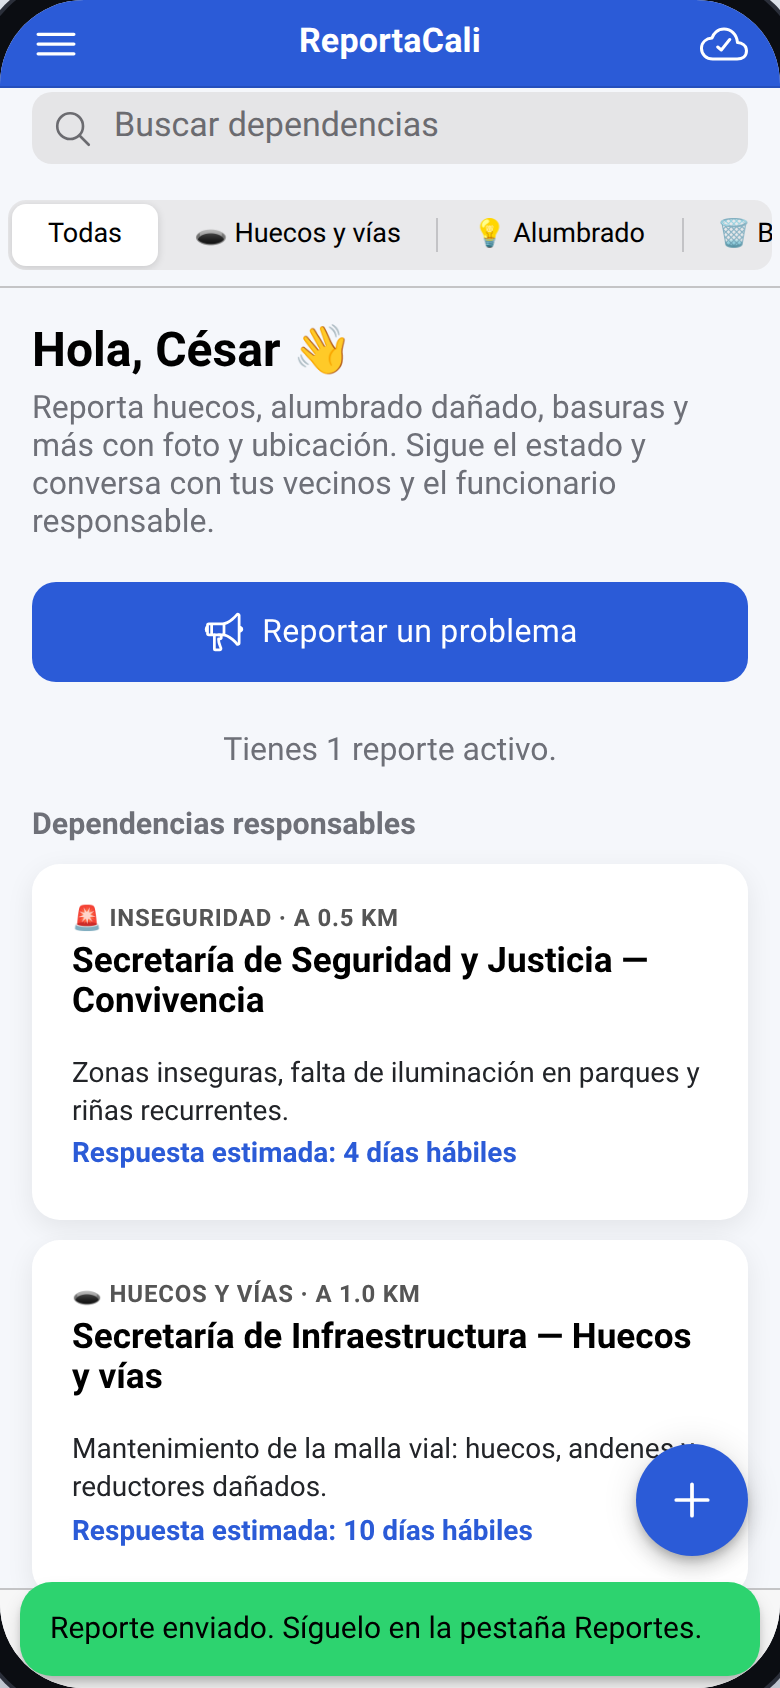 ReportaCali
Buscar dependencias
Todas
Huecos y vías
Alumbrado
B
Hola, César 👋
Reporta huecos, alumbrado dañado, basuras y
más con foto y ubicación. Sigue el estado y
conversa con tus vecinos y el funcionario
responsable.
Reportar un problema
Tienes 1 reporte activo.
Dependencias responsables
🚨 INSEGURIDAD · A 0.5 KM
Secretaría de Seguridad y Justicia —
Convivencia
Zonas inseguras, falta de iluminación en parques y
riñas recurrentes.
Respuesta estimada: 4 días hábiles
🕳️ HUECOS Y VÍAS · A 1.0 KM
Secretaría de Infraestructura — Huecos
y vías
Mantenimiento de la malla vial: huecos, andenes
reductores dañados.
Respuesta estimada: 10 días hábiles
Reporte enviado. Síguelo en la pestaña Reportes.